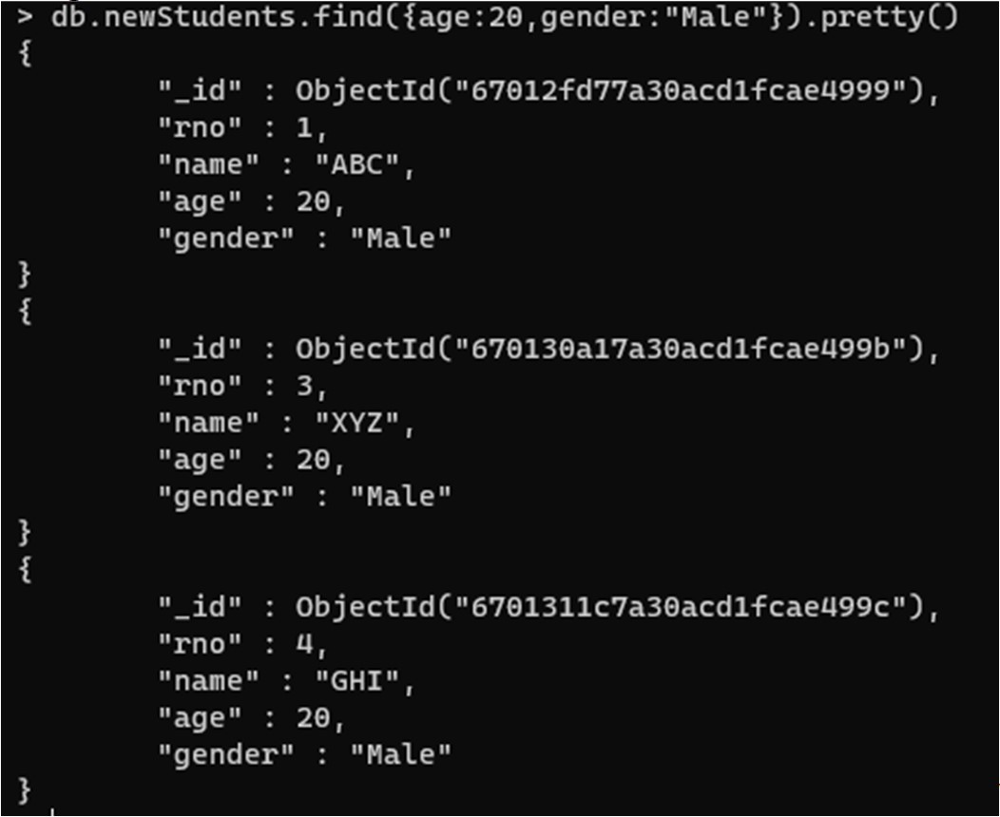 > db.newStudents.find({age:20,gender:"Male"}).pretty()
{
        "_id" : ObjectId("67012fd77a30acd1fcae4999"),
        "rno" : 1,
        "name" : "ABC",
        "age" : 20,
        "gender" : "Male"
}
{
        "_id" : ObjectId("670130a17a30acd1fcae499b"),
        "rno" : 3,
        "name" : "XYZ",
        "age" : 20,
        "gender" : "Male"
}
{
        "_id" : ObjectId("6701311c7a30acd1fcae499c"),
        "rno" : 4,
        "name" : "GHI",
        "age" : 20,
        "gender" : "Male"
}